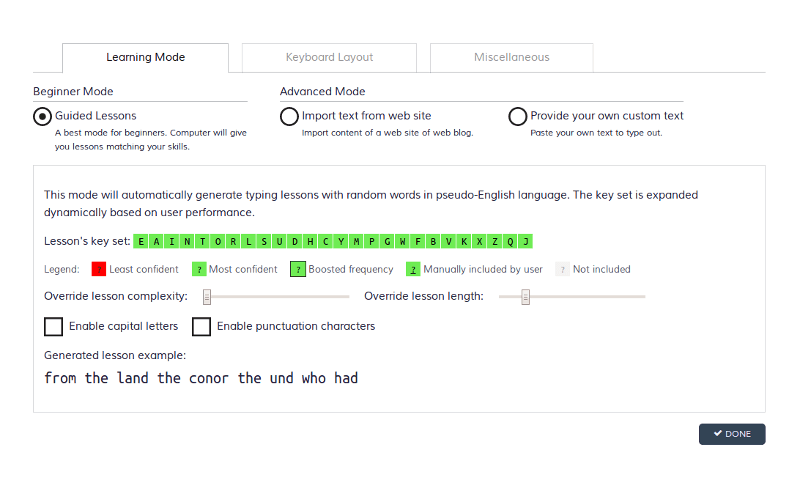 Learning Mode Keyboard Layout Miscellaneous
Beginner Mode Advanced Mode
Guided Lessons Import text from web site Provide your own custom text
A best mode for beginners. Computer will give Import content of a web site of web blog. Paste your own text to type out.
you lessons matching your skills.
This mode will automatically generate typing lessons with random words in pseudo-English language. The key set is expanded
dynamically based on user performance.
Lesson's key set: E A I N T O R L S U D H C Y M P G W F B V K X Z Q J
Legend: ? Least confident ? Most confident ? Boosted frequency ? Manually included by user ? Not included
Override lesson complexity: Override lesson length:
Enable capital letters Enable punctuation characters
Generated lesson example:
from the land the conor the und who had
DONE